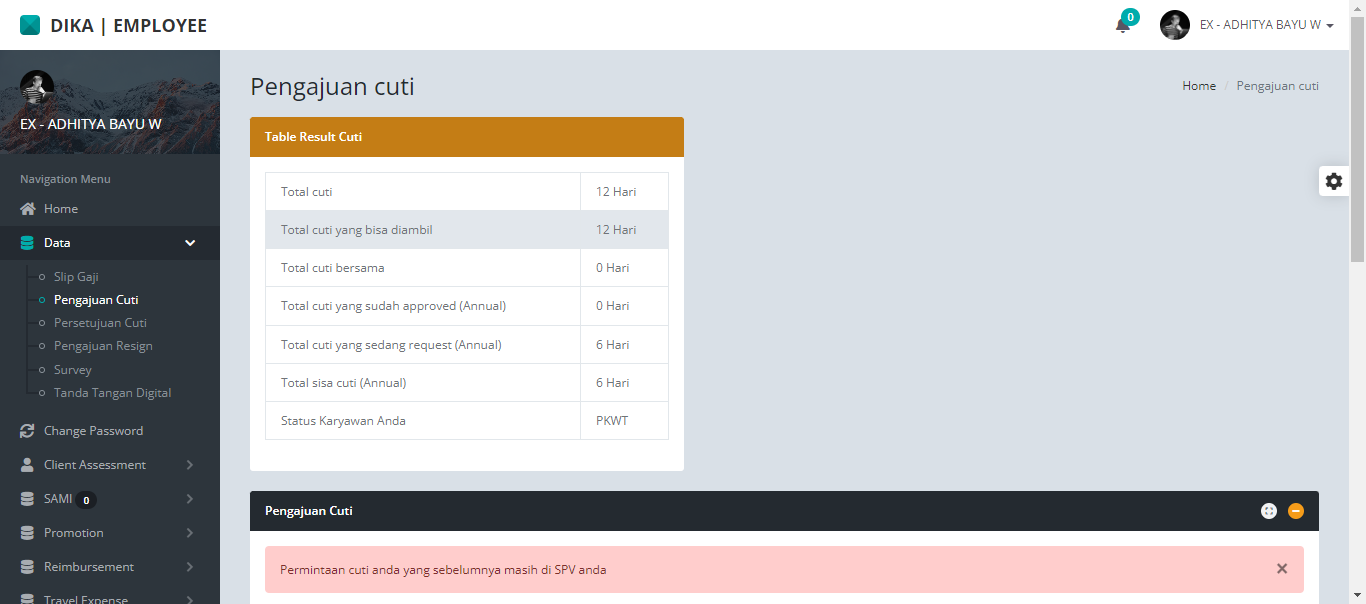 DIKA | EMPLOYEE
0
EX - ADHITYA BAYU W
EX - ADHITYA BAYU W
Navigation Menu
Home
Data
Slip Gaji
Pengajuan Cuti
Persetujuan Cuti
Pengajuan Resign
Survey
Tanda Tangan Digital
Change Password
Client Assessment
SAMI 0
Promotion
Reimbursement
Travel Expense
Pengajuan cuti
Home / Pengajuan cuti
Table Result Cuti
Total cuti 12 Hari
Total cuti yang bisa diambil 12 Hari
Total cuti bersama 0 Hari
Total cuti yang sudah approved (Annual) 0 Hari
Total cuti yang sedang request (Annual) 6 Hari
Total sisa cuti (Annual) 6 Hari
Status Karyawan Anda PKWT
Pengajuan Cuti
Permintaan cuti anda yang sebelumnya masih di SPV anda ×